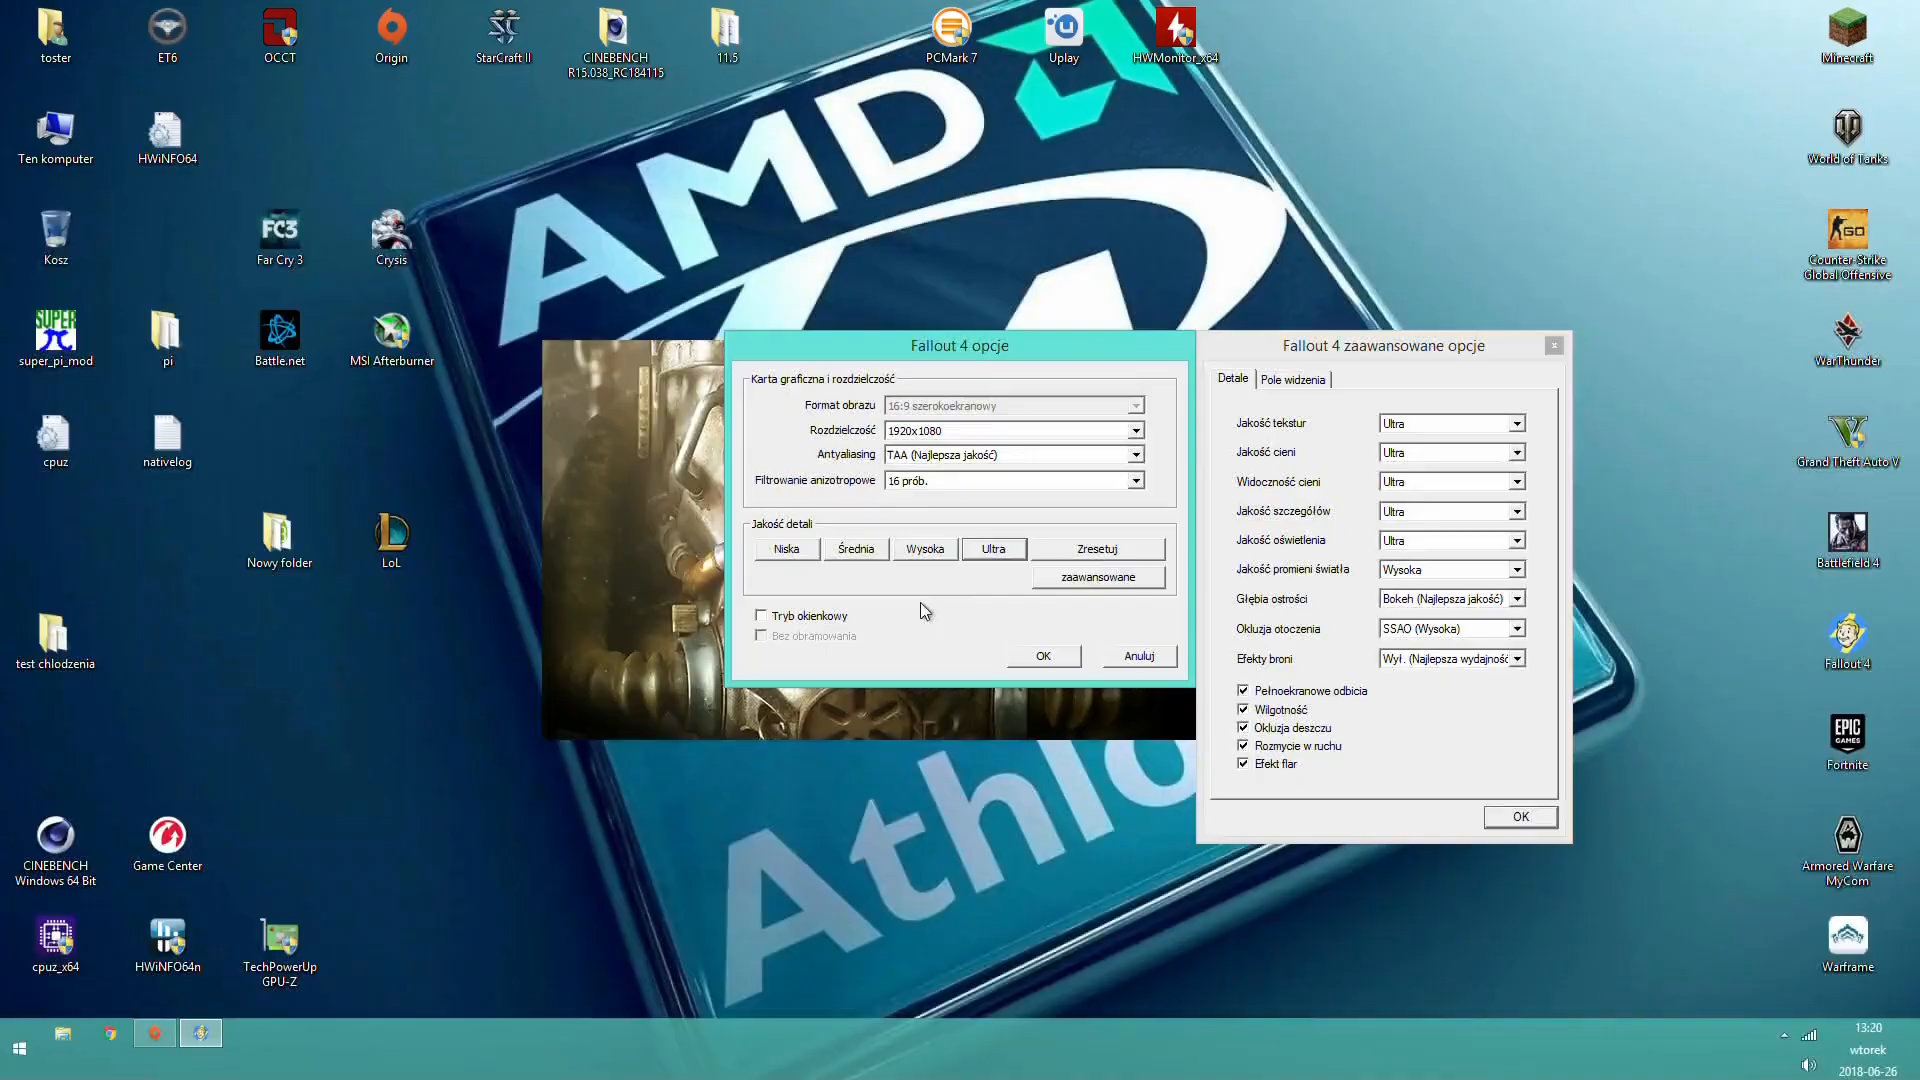 toster
ET6
OCCT
Origin
StarCraft II
CINEBENCH
R15.038_RC184115
11.5
PCMark 7
Uplay
HWMonitor_x64
Minecraft
Ten komputer
HWiNFO64
World of Tanks
Kosz
FC3
Far Cry 3
Crysis
GO
Counter-Strike
Global Offensive
SUPER
super_pi_mod
pi
Battle.net
MSI Afterburner
WarThunder
cpuz
nativelog
Grand Theft Auto V
Nowy folder
LoL
Battlefield 4
test chlodzenia
Fallout 4
EPIC
GAMES
Fortnite
CINEBENCH
Windows 64 Bit
Game Center
Armored Warfare
MyCom
cpuz_x64
HWiNFO64n
TechPowerUp
GPU-Z
Warframe
AMD
Athlo
Fallout 4 opcje
Karta graficzna i rozdzielczość
Format obrazu 16:9 szerokoekranowy
Rozdzielczość 1920x1080
Antyaliasing TAA (Najlepsza jakość)
Filtrowanie anizotropowe 16 prób.
Jakość detali
Niska Średnia Wysoka Ultra Zresetuj
zaawansowane
Tryb okienkowy
Bez obramowania
OK Anuluj
Fallout 4 zaawansowane opcje
x
Detale Pole widzenia
Jakość tekstur Ultra
Jakość cieni Ultra
Widoczność cieni Ultra
Jakość szczegółów Ultra
Jakość oświetlenia Ultra
Jakość promieni światła Wysoka
Głębia ostrości Bokeh (Najlepsza jakość)
Okluzja otoczenia SSAO (Wysoka)
Efekty broni Wył. (Najlepsza wydajność
Pełnoekranowe odbicia
Wilgotność
Okluzja deszczu
Rozmycie w ruchu
Efekt flar
OK
13:20
wtorek
2018-06-26